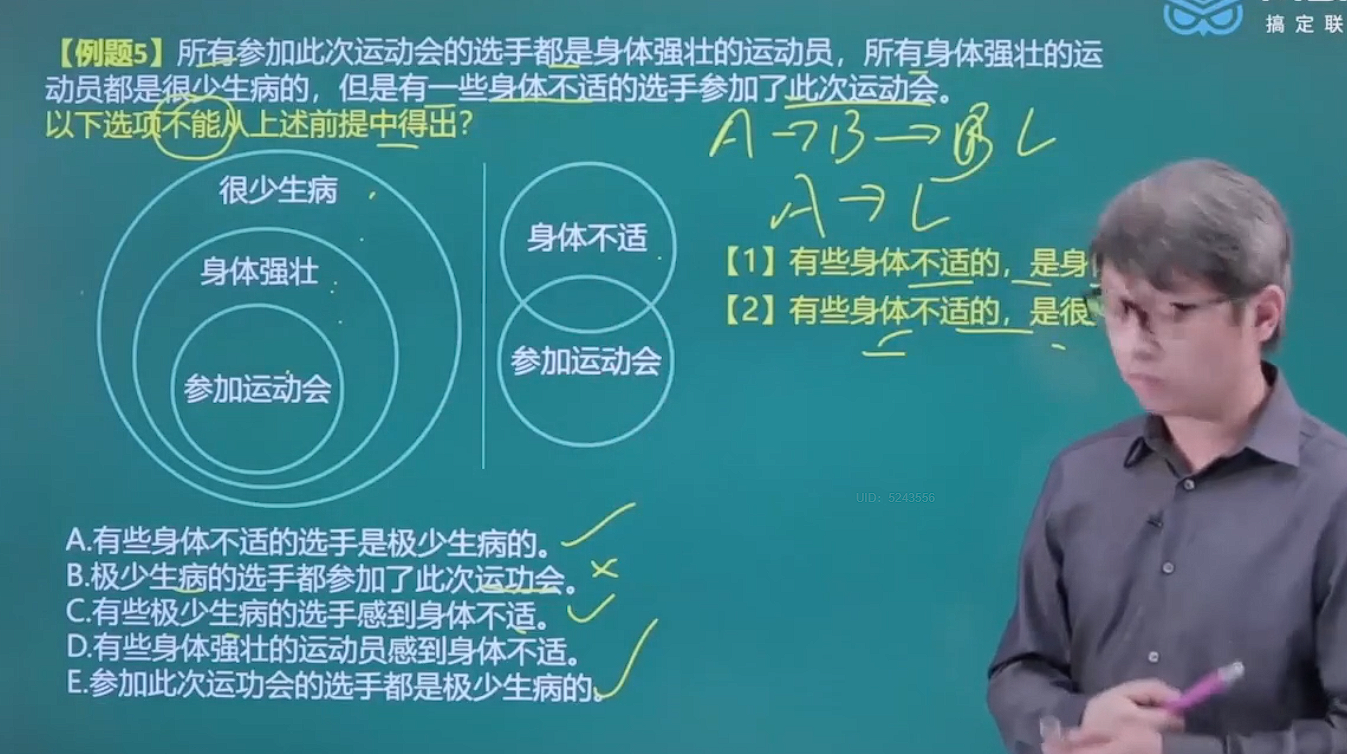 搞定联
【例题5】所有参加此次运动会的选手都是身体强壮的运动员，所有身体强壮的运
动员都是很少生病的，但是有一些身体不适的选手参加了此次运动会。
以下选项不能从上述前提中得出？
A→B→B L
A→L
很少生病
身体强壮
参加运动会
身体不适
参加运动会
【1】有些身体不适的，是身
【2】有些身体不适的，是很
UID: 5243556
A.有些身体不适的选手是极少生病的。
B.极少生病的选手都参加了此次运功会。
C.有些极少生病的选手感到身体不适。
D.有些身体强壮的运动员感到身体不适。
E.参加此次运功会的选手都是极少生病的。